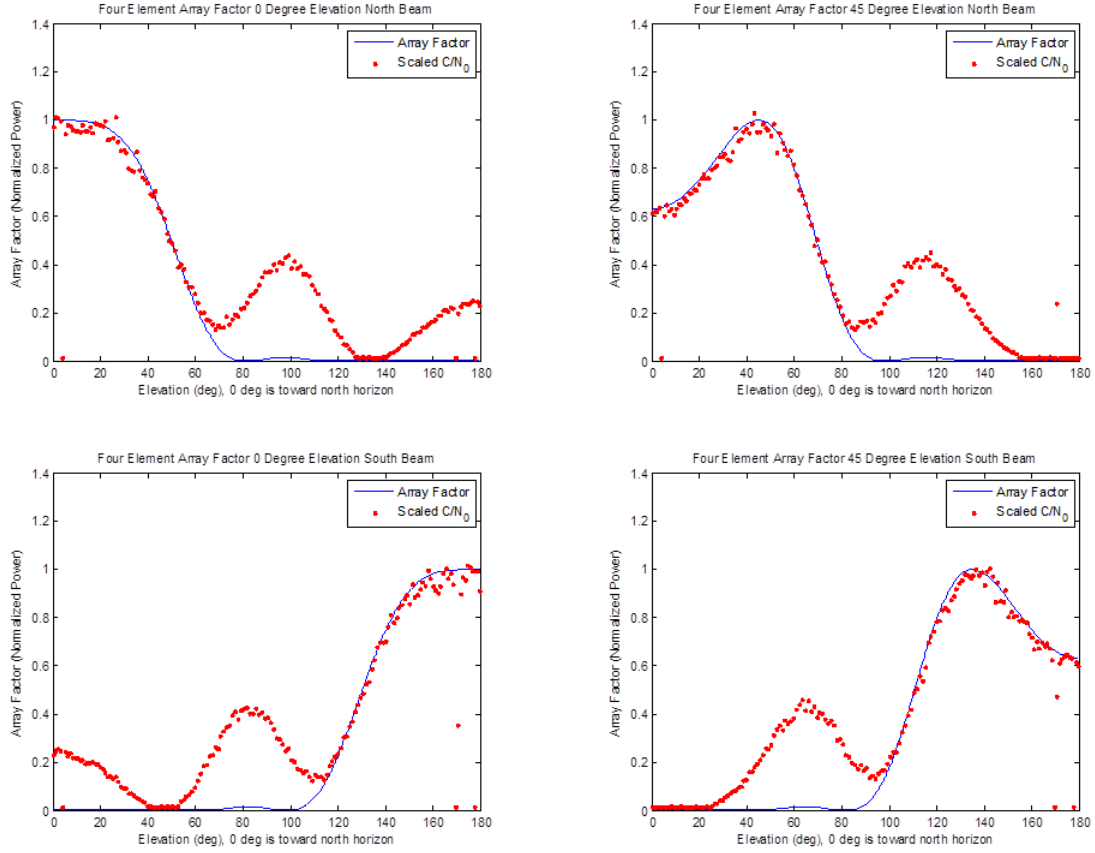 Four Element Array Factor 0 Degree Elevation North Beam
1.4
1.2
1
0.8
0.6
0.4
0.2
0
Array Factor (Normalized Power)
Array Factor
Scaled C/N0
0 20 40 60 80 100 120 140 160 180
Elevation (deg), 0 deg is toward north horizon
Four Element Array Factor 45 Degree Elevation North Beam
1.4
1.2
1
0.8
0.6
0.4
0.2
0
Array Factor (Normalized Power)
Array Factor
Scaled C/N0
0 20 40 60 80 100 120 140 160 180
Elevation (deg), 0 deg is toward north horizon
Four Element Array Factor 0 Degree Elevation South Beam
1.4
1.2
1
0.8
0.6
0.4
0.2
0
Array Factor (Normalized Power)
Array Factor
Scaled C/N0
0 20 40 60 80 100 120 140 160 180
Elevation (deg), 0 deg is toward north horizon
Four Element Array Factor 45 Degree Elevation South Beam
1.4
1.2
1
0.8
0.6
0.4
0.2
0
Array Factor (Normalized Power)
Array Factor
Scaled C/N0
0 20 40 60 80 100 120 140 160 180
Elevation (deg), 0 deg is toward north horizon